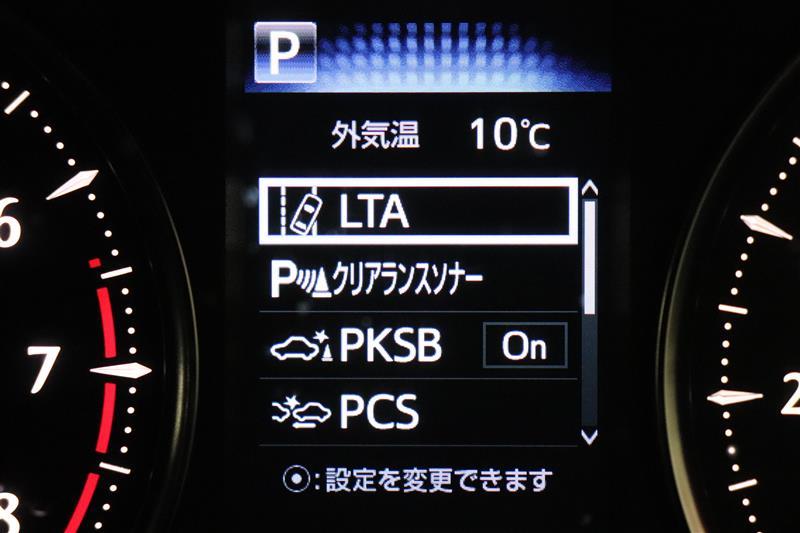 P
外気温 10℃
LTA
Pクリアランスソナー
PKSB On
PCS
⦿:設定を変更できます
6
7
8
2